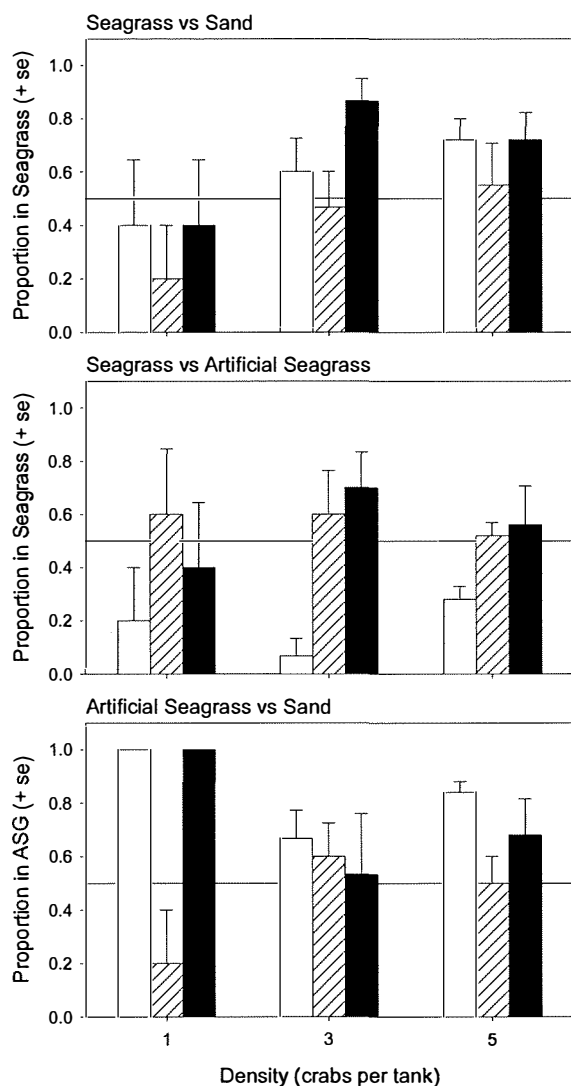 Seagrass vs Sand
Proportion in Seagrass (+ se)
1.0
0.8
0.6
0.4
0.2
0.0
Seagrass vs Artificial Seagrass
Proportion in Seagrass (+ se)
1.0
0.8
0.6
0.4
0.2
0.0
Artificial Seagrass vs Sand
Proportion in ASG (+ se)
1.0
0.8
0.6
0.4
0.2
0.0
1 3 5
Density (crabs per tank)